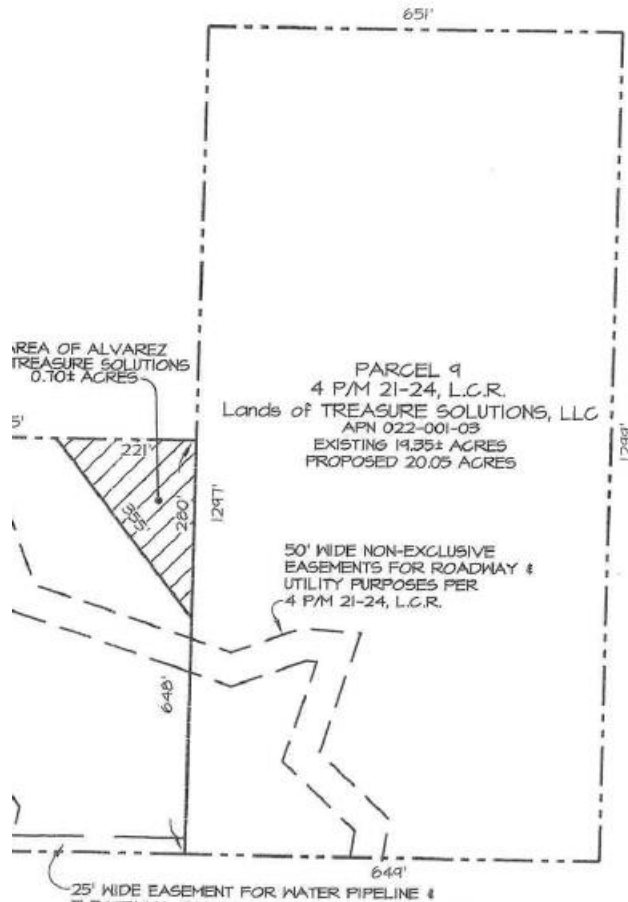 651'
AREA OF ALVAREZ
TREASURE SOLUTIONS
0.70± ACRES
PARCEL 9
4 P/M 21-24, L.C.R.
Lands of TREASURE SOLUTIONS, LLC
APN 022-001-03
EXISTING 19.35± ACRES
PROPOSED 20.05 ACRES
5'
221'
355'
280'
1297'
1299'
50' WIDE NON-EXCLUSIVE
EASEMENTS FOR ROADWAY &
UTILITY PURPOSES PER
4 P/M 21-24, L.C.R.
648'
649'
25' WIDE EASEMENT FOR WATER PIPELINE &